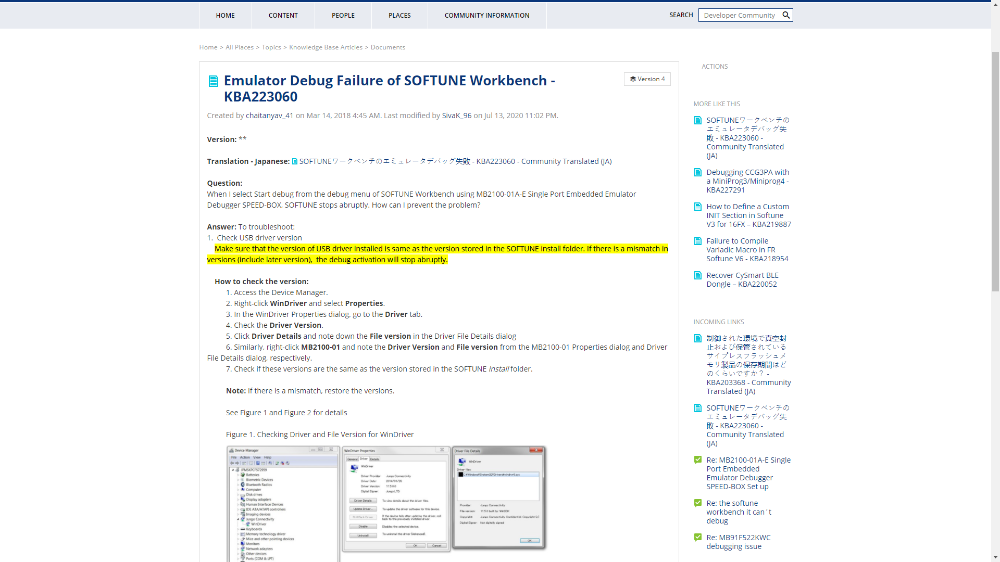 HOME CONTENT PEOPLE PLACES COMMUNITY INFORMATION SEARCH Developer Community
Home > All Places > Topics > Knowledge Base Articles > Documents
Emulator Debug Failure of SOFTUNE Workbench -
KBA223060
Version 4
Created by chaitanyav_41 on Mar 14, 2018 4:45 AM. Last modified by SivaK_96 on Jul 13, 2020 11:02 PM.
Version: **
Translation - Japanese: SOFTUNEワークベンチのエミュレータデバッグ失敗 - KBA223060 - Community Translated (JA)
Question:
When I select Start debug from the debug menu of SOFTUNE Workbench using MB2100-01A-E Single Port Embedded Emulator
Debugger SPEED-BOX, SOFTUNE stops abruptly. How can I prevent the problem?
Answer: To troubleshoot:
1. Check USB driver version
Make sure that the version of USB driver installed is same as the version stored in the SOFTUNE install folder. If there is a mismatch in
versions (include later version), the debug activation will stop abruptly.
How to check the version:
1. Access the Device Manager.
2. Right-click WinDriver and select Properties.
3. In the WinDriver Properties dialog, go to the Driver tab.
4. Check the Driver Version.
5. Click Driver Details and note down the File version in the Driver File Details dialog
6. Similarly, right-click MB2100-01 and note the Driver Version and File version from the MB2100-01 Properties dialog and Driver
File Details dialog, respectively.
7. Check if these versions are the same as the version stored in the SOFTUNE install folder.
Note: If there is a mismatch, restore the versions.
See Figure 1 and Figure 2 for details
Figure 1. Checking Driver and File Version for WinDriver
Device Manager
File Action View Help
JPMSKPCF572959
Batteries
Biometric Devices
Bluetooth Radios
Computer
Disk drives
Display adapters
Human Interface Devices
IDE ATA/ATAPI controllers
Imaging devices
Jungo Connectivity
WinDriver
Keyboards
Memory technology driver
Mice and other pointing devices
Monitors
Network adapters
Other devices
Ports (COM & LPT)
WinDriver Properties
General Driver Details
WinDriver
Driver Provider: Jungo Connectivity
Driver Date: 2014/01/26
Driver Version: 11.5.0.0
Digital Signer: Jungo LTD
Driver Details To view details about the driver files.
Update Driver... To update the driver software for this device.
Roll Back Driver If the device fails after updating the driver, roll
back to the previously installed driver.
Disable Disables the selected device.
Uninstall To uninstall the driver (Advanced).
OK Cancel
Driver File Details
WinDriver
Driver files:
C:¥Windows¥System32¥Drivers¥windrvr6.sys
Provider: Jungo Connectivity
File version: 11.5.0 built by: WinDDK
Copyright: Jungo Connectivity Confidential. Copyright (c)
Digital Signer: Not digitally signed
OK
ACTIONS
MORE LIKE THIS
SOFTUNEワークベンチの
エミュレータデバッグ失
敗 - KBA223060 -
Community Translated
(JA)
Debugging CCG3PA with
a MiniProg3/Miniprog4 -
KBA227291
How to Define a Custom
INIT Section in Softune
V3 for 16FX – KBA219887
Failure to Compile
Variadic Macro in FR
Softune V6 - KBA218954
Recover CySmart BLE
Dongle – KBA220052
INCOMING LINKS
制御された環境で真空封
止および保管されている
サイプレスフラッシュメ
モリ製品の保存期間はど
のくらいですか？ -
KBA203368 - Community
Translated (JA)
SOFTUNEワークベンチの
エミュレータデバッグ失
敗 - KBA223060 -
Community Translated
(JA)
Re: MB2100-01A-E Single
Port Embedded
Emulator Debugger
SPEED-BOX Set up
Re: the softune
workbench it can´t
debug
Re: MB91F522KWC
debugging issue